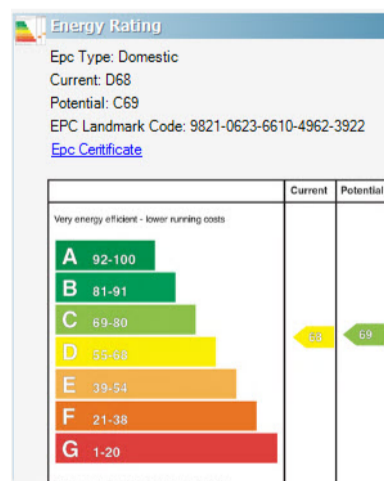 Energy Rating
Epc Type: Domestic
Current: D68
Potential: C69
EPC Landmark Code: 9821-0623-6610-4962-3922
Epc Certificate
Current Potential
Very energy efficient - lower running costs
A 92-100
B 81-91
C 69-80
D 55-68
68
69
E 39-54
F 21-38
G 1-20